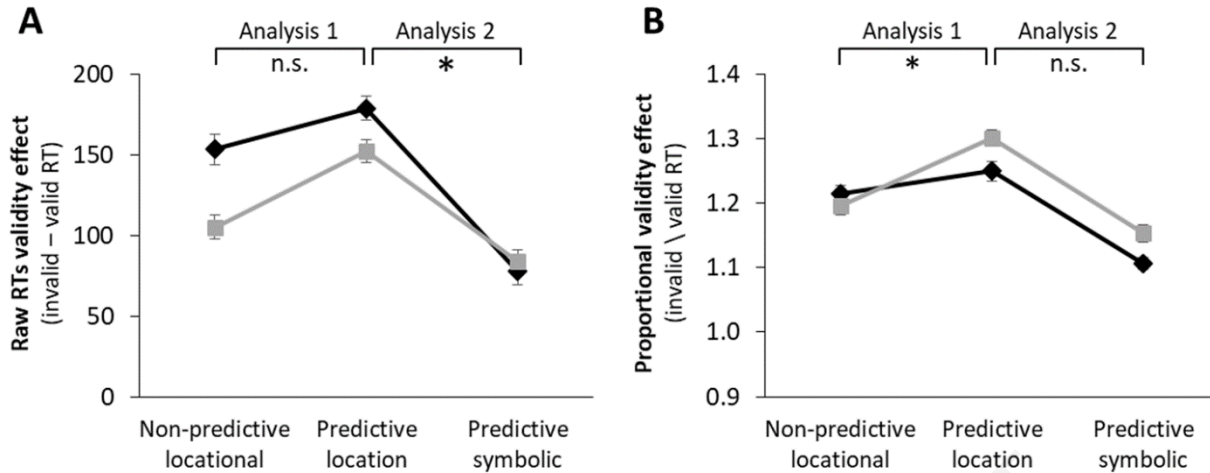 A
Analysis 1 Analysis 2
n.s. *
Raw RTs validity effect
(invalid – valid RT)
200
150
100
50
0
Non-predictive Predictive Predictive
locational location symbolic
B
Analysis 1 Analysis 2
* n.s.
Proportional validity effect
(invalid \ valid RT)
1.4
1.3
1.2
1.1
1.0
0.9
Non-predictive Predictive Predictive
locational location symbolic